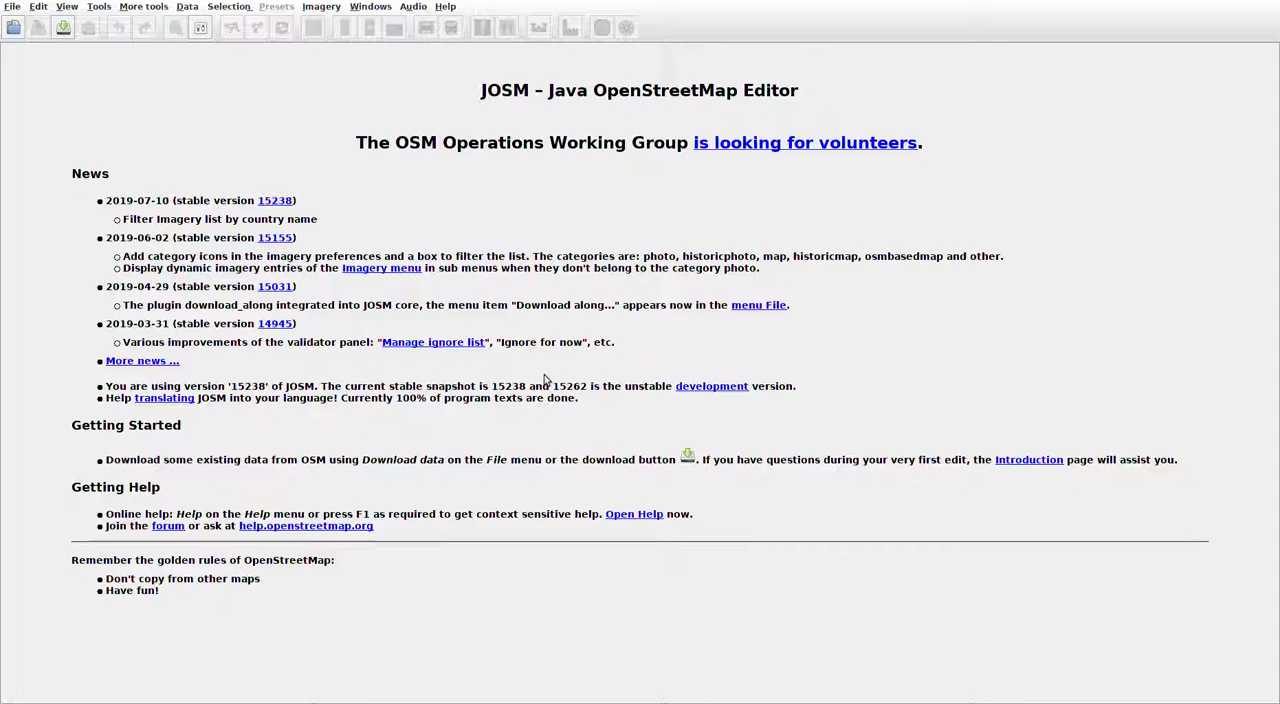 File Edit View Tools More tools Data Selection Presets Imagery Windows Audio Help
JOSM – Java OpenStreetMap Editor
The OSM Operations Working Group is looking for volunteers.
News
2019-07-10 (stable version 15238)
Filter Imagery list by country name
2019-06-02 (stable version 15155)
Add category icons in the imagery preferences and a box to filter the list. The categories are: photo, historicphoto, map, historicmap, osmbasedmap and other.
Display dynamic imagery entries of the Imagery menu in sub menus when they don't belong to the category photo.
2019-04-29 (stable version 15031)
The plugin download_along integrated into JOSM core, the menu item "Download along..." appears now in the menu File.
2019-03-31 (stable version 14945)
Various improvements of the validator panel: "Manage ignore list", "Ignore for now", etc.
More news ...
You are using version '15238' of JOSM. The current stable snapshot is 15238 and 15262 is the unstable development version.
Help translating JOSM into your language! Currently 100% of program texts are done.
Getting Started
Download some existing data from OSM using Download data on the File menu or the download button . If you have questions during your very first edit, the Introduction page will assist you.
Getting Help
Online help: Help on the Help menu or press F1 as required to get context sensitive help. Open Help now.
Join the forum or ask at help.openstreetmap.org
Remember the golden rules of OpenStreetMap:
Don't copy from other maps
Have fun!